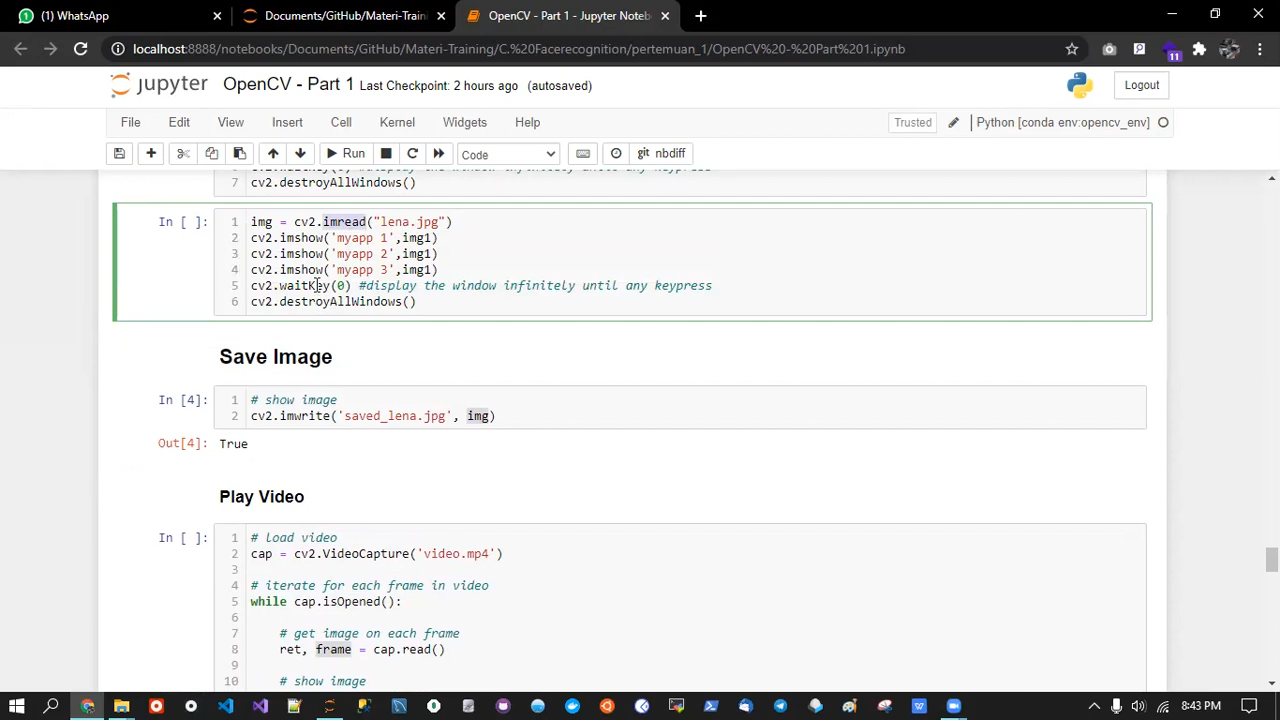 (1) WhatsApp
Documents/GitHub/Materi-Traini
OpenCV - Part 1 - Jupyter Noteb
localhost:8888/notebooks/Documents/GitHub/Materi-Training/C.%20Facerecognition/pertemuan_1/OpenCV%20-%20Part%201.ipynb
11
jupyter OpenCV - Part 1 Last Checkpoint: 2 hours ago (autosaved)
Logout
File Edit View Insert Cell Kernel Widgets Help
Trusted Python [conda env:opencv_env]
Run Code git nbdiff
7 cv2.destroyAllWindows()
In [ ]: 1 img = cv2.imread("lena.jpg")
2 cv2.imshow('myapp 1',img1)
3 cv2.imshow('myapp 2',img1)
4 cv2.imshow('myapp 3',img1)
5 cv2.waitKey(0) #display the window infinitely until any keypress
6 cv2.destroyAllWindows()
Save Image
In [4]: 1 # show image
2 cv2.imwrite('saved_lena.jpg', img)
Out[4]: True
Play Video
In [ ]: 1 # load video
2 cap = cv2.VideoCapture('video.mp4')
3
4 # iterate for each frame in video
5 while cap.isOpened():
6
7 # get image on each frame
8 ret, frame = cap.read()
9
10 # show image
8:43 PM